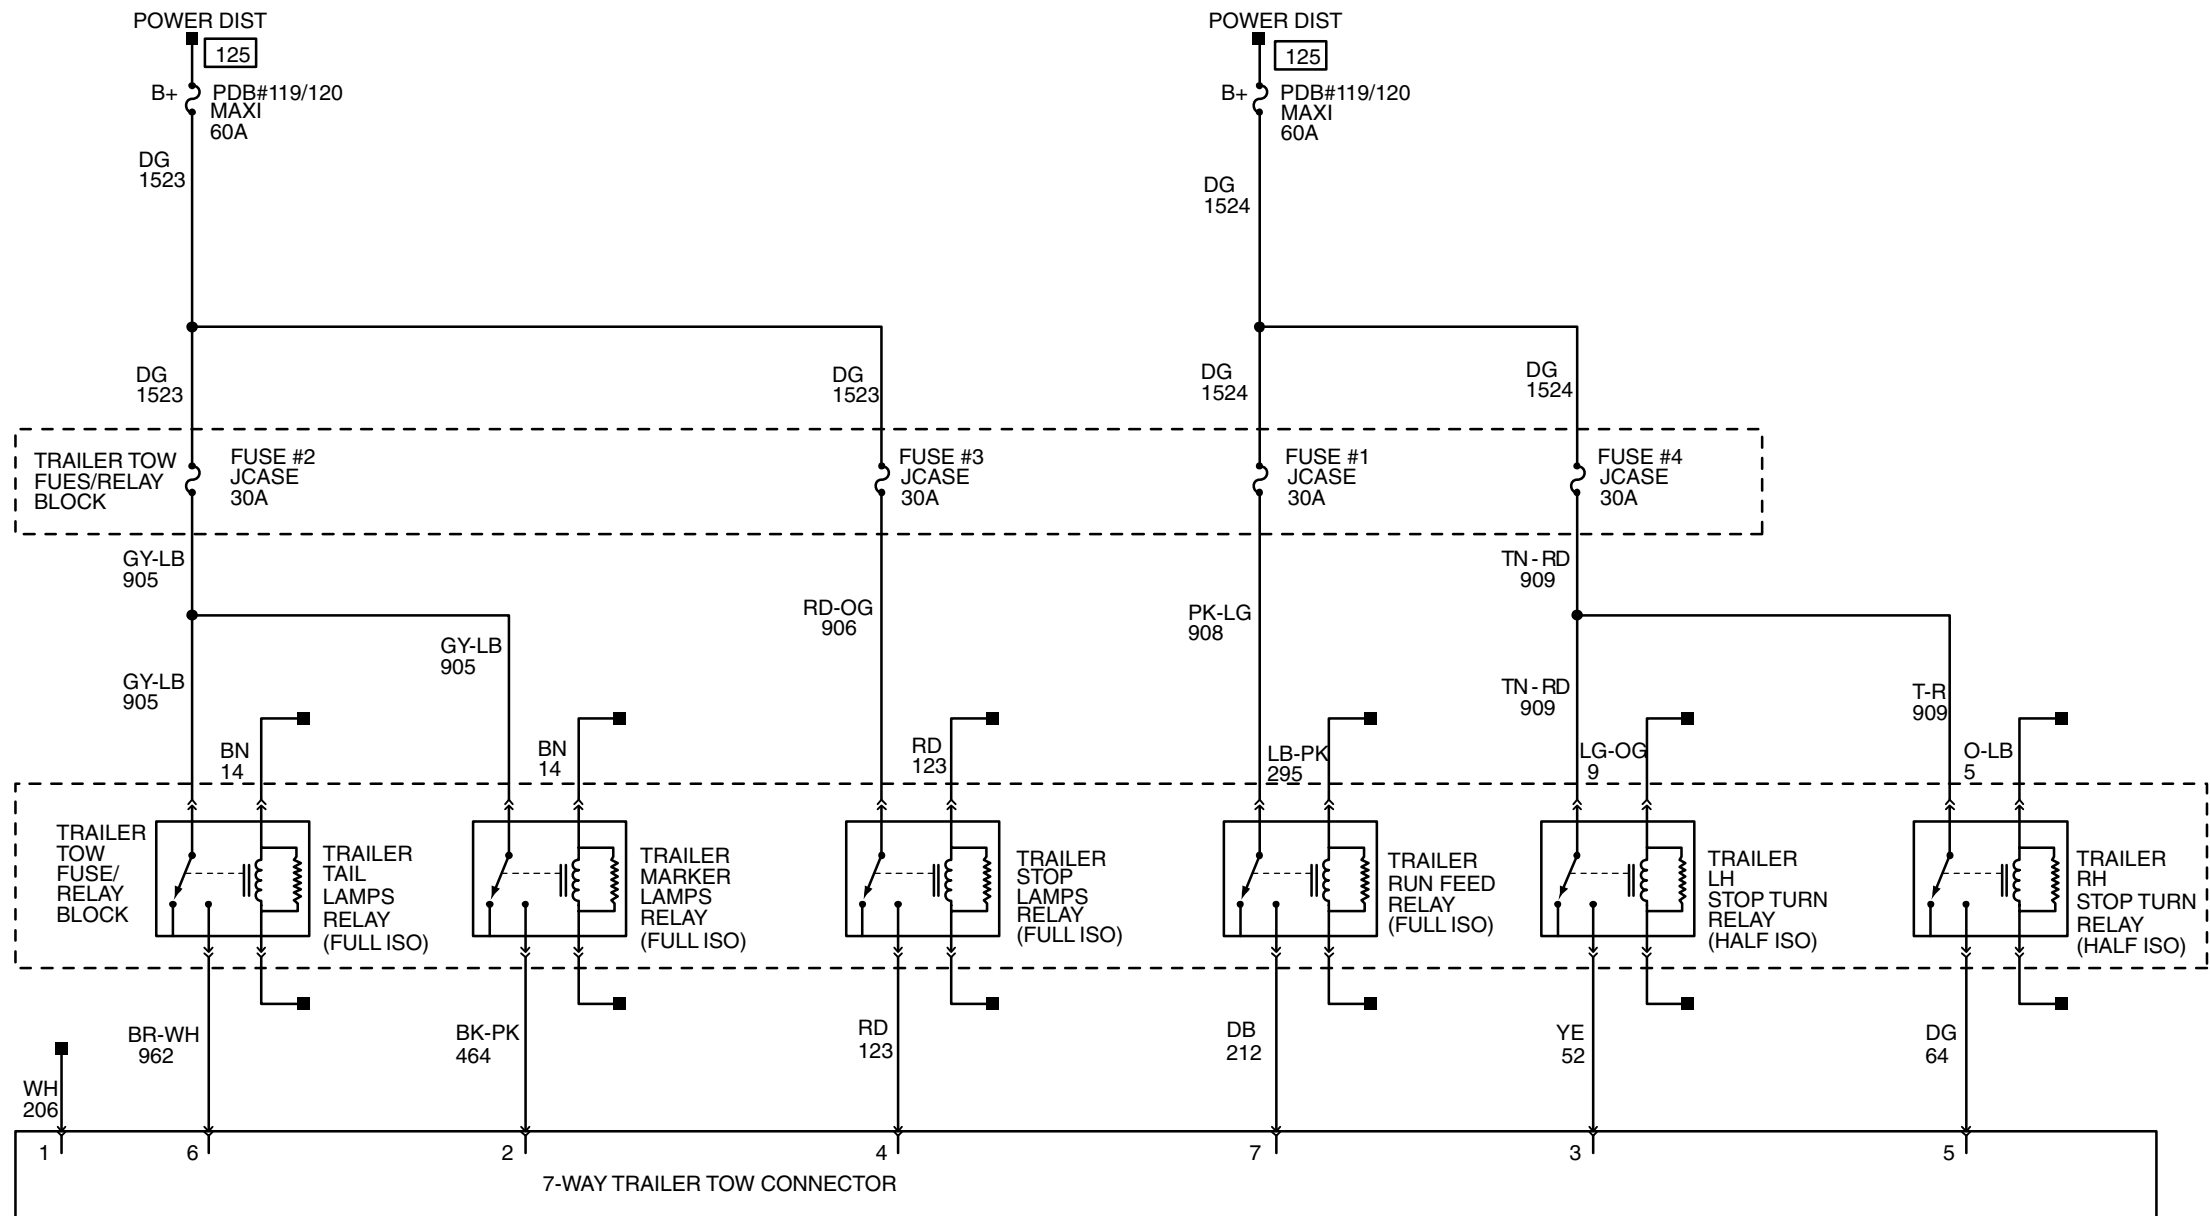 POWER DIST
125
B+
PDB#119/120
MAXI
60A
DG
1523
POWER DIST
125
B+
PDB#119/120
MAXI
60A
DG
1524
DG
1523
DG
1523
DG
1524
DG
1524
TRAILER TOW
FUES/RELAY
BLOCK
FUSE #2
JCASE
30A
FUSE #3
JCASE
30A
FUSE #1
JCASE
30A
FUSE #4
JCASE
30A
GY-LB
905
TN-RD
909
RD-OG
906
PK-LG
908
GY-LB
905
GY-LB
905
TN-RD
909
T-R
909
BN
14
BN
14
RD
123
LB-PK
295
LG-OG
9
O-LB
5
TRAILER
TOW
FUSE/
RELAY
BLOCK
TRAILER
TAIL
LAMPS
RELAY
(FULL ISO)
TRAILER
MARKER
LAMPS
RELAY
(FULL ISO)
TRAILER
STOP
LAMPS
RELAY
(FULL ISO)
TRAILER
RUN FEED
RELAY
(FULL ISO)
TRAILER
LH
STOP TURN
RELAY
(HALF ISO)
TRAILER
RH
STOP TURN
RELAY
(HALF ISO)
WH
206
BR-WH
962
BK-PK
464
RD
123
DB
212
YE
52
DG
64
1
6
2
4
7
3
5
7-WAY TRAILER TOW CONNECTOR